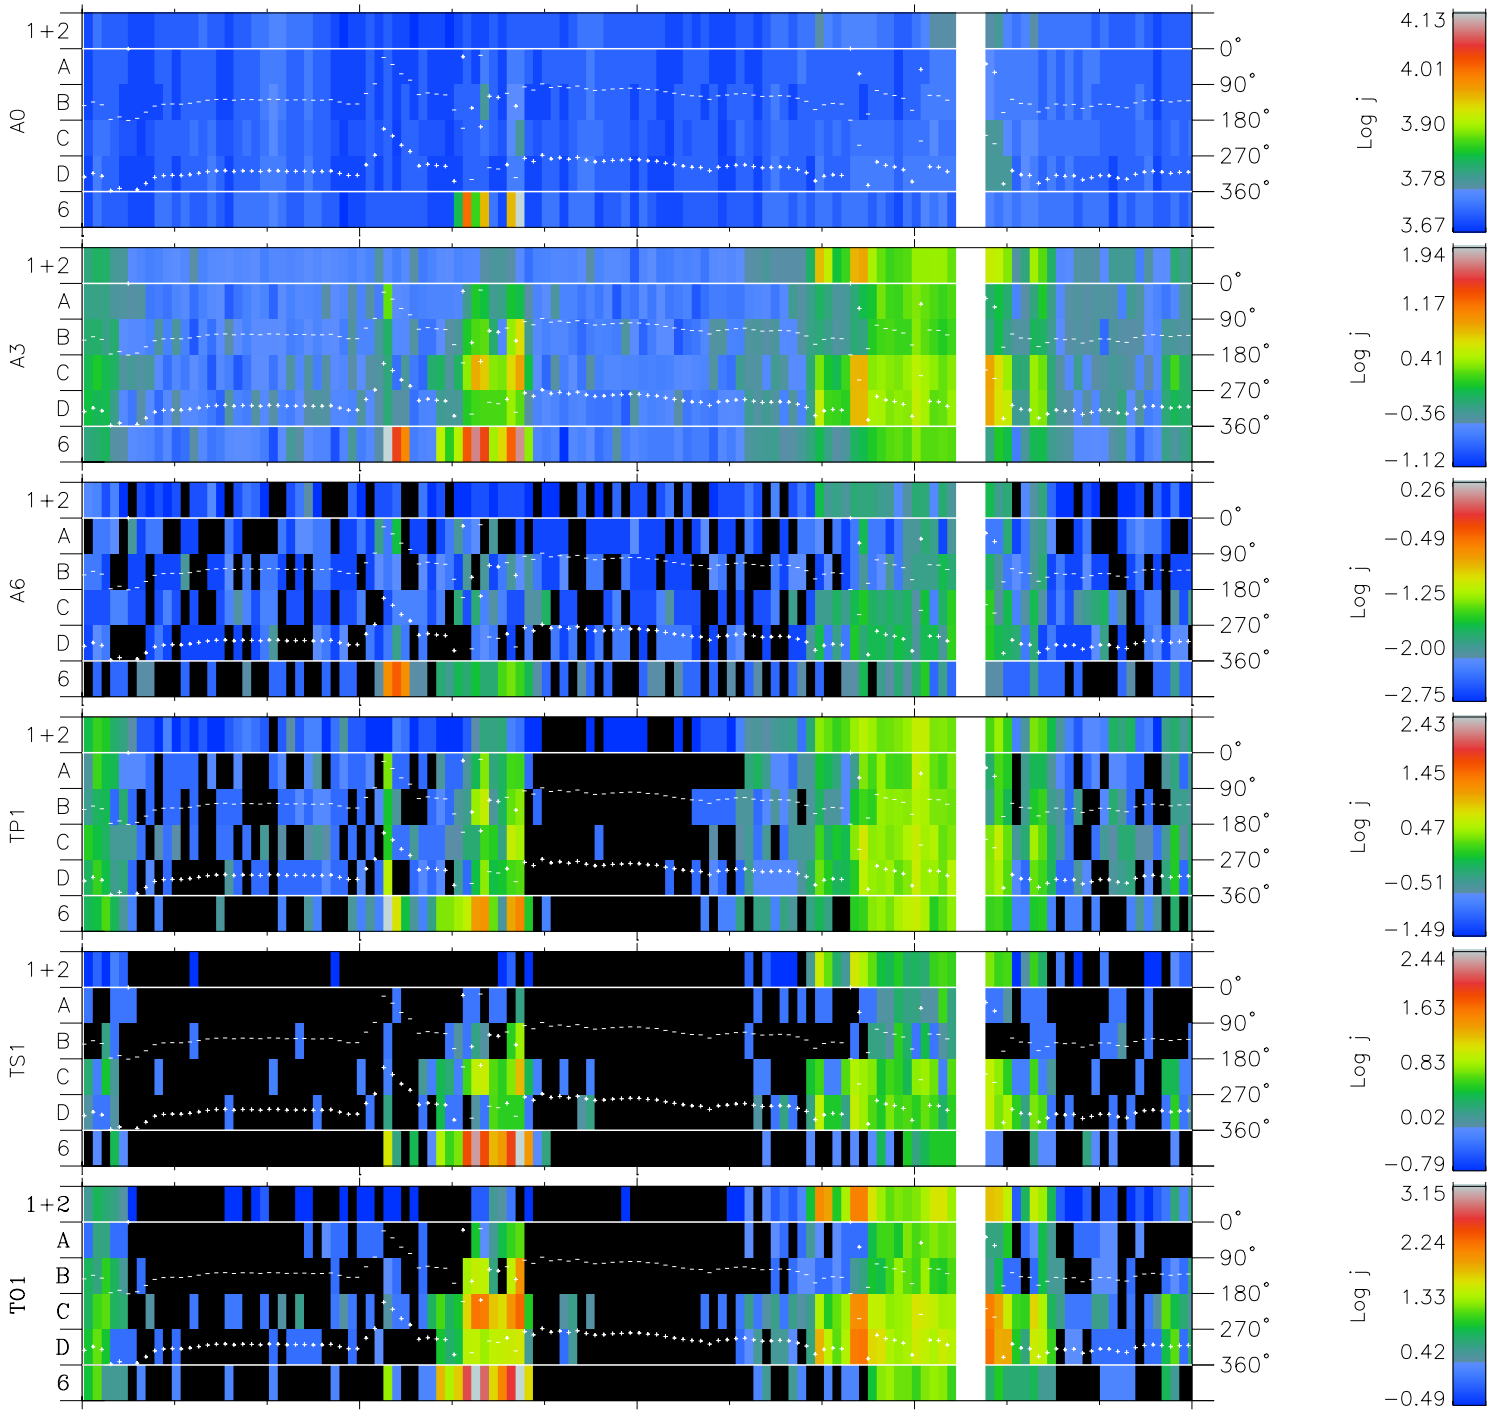 A0
1+2
A
B
C
D
6
0°
90°
180°
270°
360°
Log j
4.13
4.01
3.90
3.78
3.67
A3
1+2
A
B
C
D
6
0°
90°
180°
270°
360°
Log j
1.94
1.17
0.41
−0.36
−1.12
A6
1+2
A
B
C
D
6
0°
90°
180°
270°
360°
Log j
0.26
−0.49
−1.25
−2.00
−2.75
TP1
1+2
A
B
C
D
6
0°
90°
180°
270°
360°
Log j
2.43
1.45
0.47
−0.51
−1.49
TS1
1+2
A
B
C
D
6
0°
90°
180°
270°
360°
Log j
2.44
1.63
0.83
0.02
−0.79
TO1
1+2
A
B
C
D
6
0°
90°
180°
270°
360°
Log j
3.15
2.24
1.33
0.42
−0.49